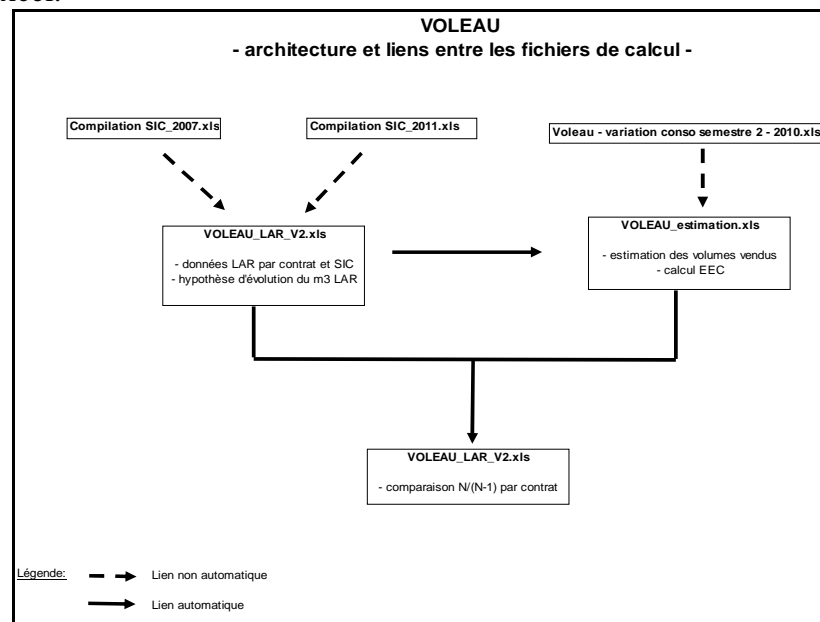 VOLEAU
- architecture et liens entre les fichiers de calcul -
Compilation SIC_2007.xls
Compilation SIC_2011.xls
Voleau - variation conso semestre 2 - 2010.xls
VOLEAU_LAR_V2.xls
- données LAR par contrat et SIC
- hypothèse d'évolution du m3 LAR
VOLEAU_estimation.xls
- estimation des volumes vendus
- calcul EEC
VOLEAU_LAR_V2.xls
- comparaison N/(N-1) par contrat
Légende:
Lien non automatique
Lien automatique